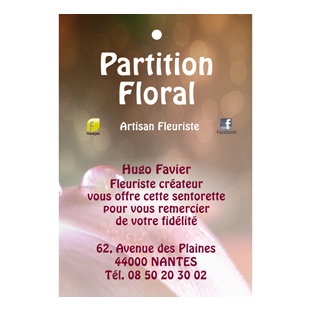 Partition
Floral
Artisan Fleuriste
Facebook
Hugo Favier
Fleuriste créateur
vous offre cette sentorette
pour vous remercier
de votre fidélité
62, Avenue des Plaines
44000 NANTES
Tél. 08 50 20 30 02